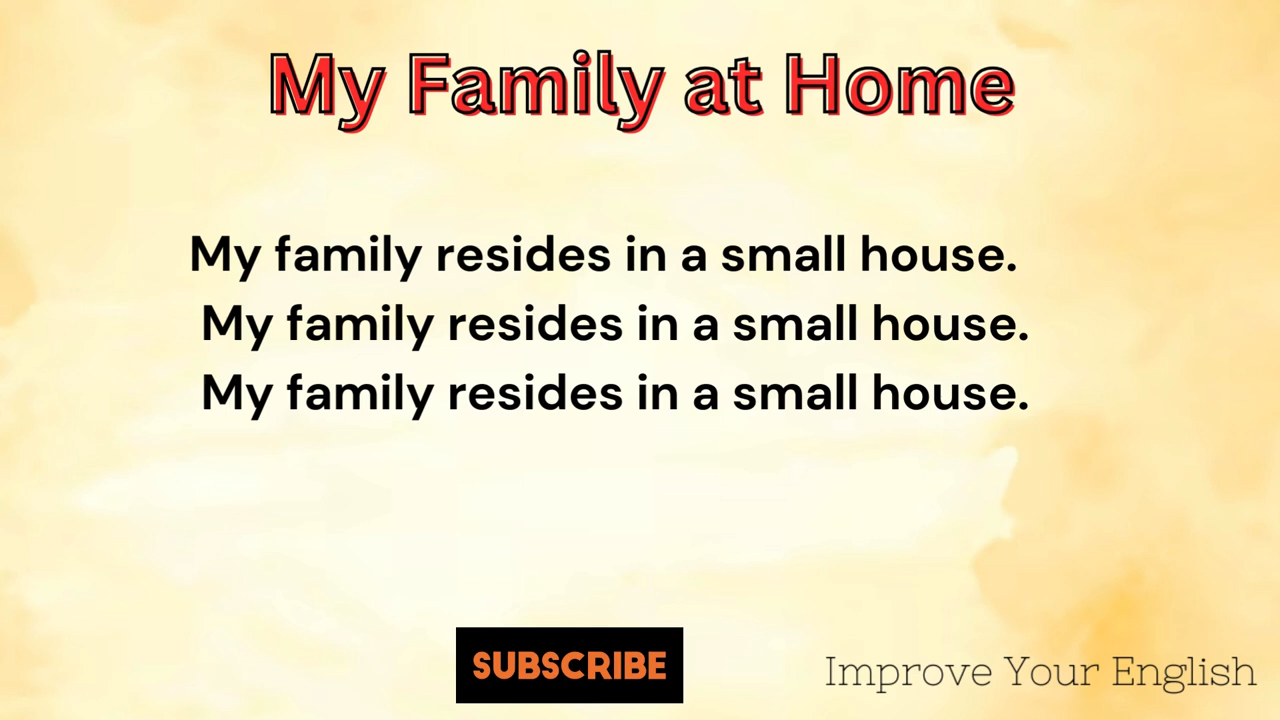 My Family at Home
My family resides in a small house.
My family resides in a small house.
My family resides in a small house.
SUBSCRIBE
Improve Your English